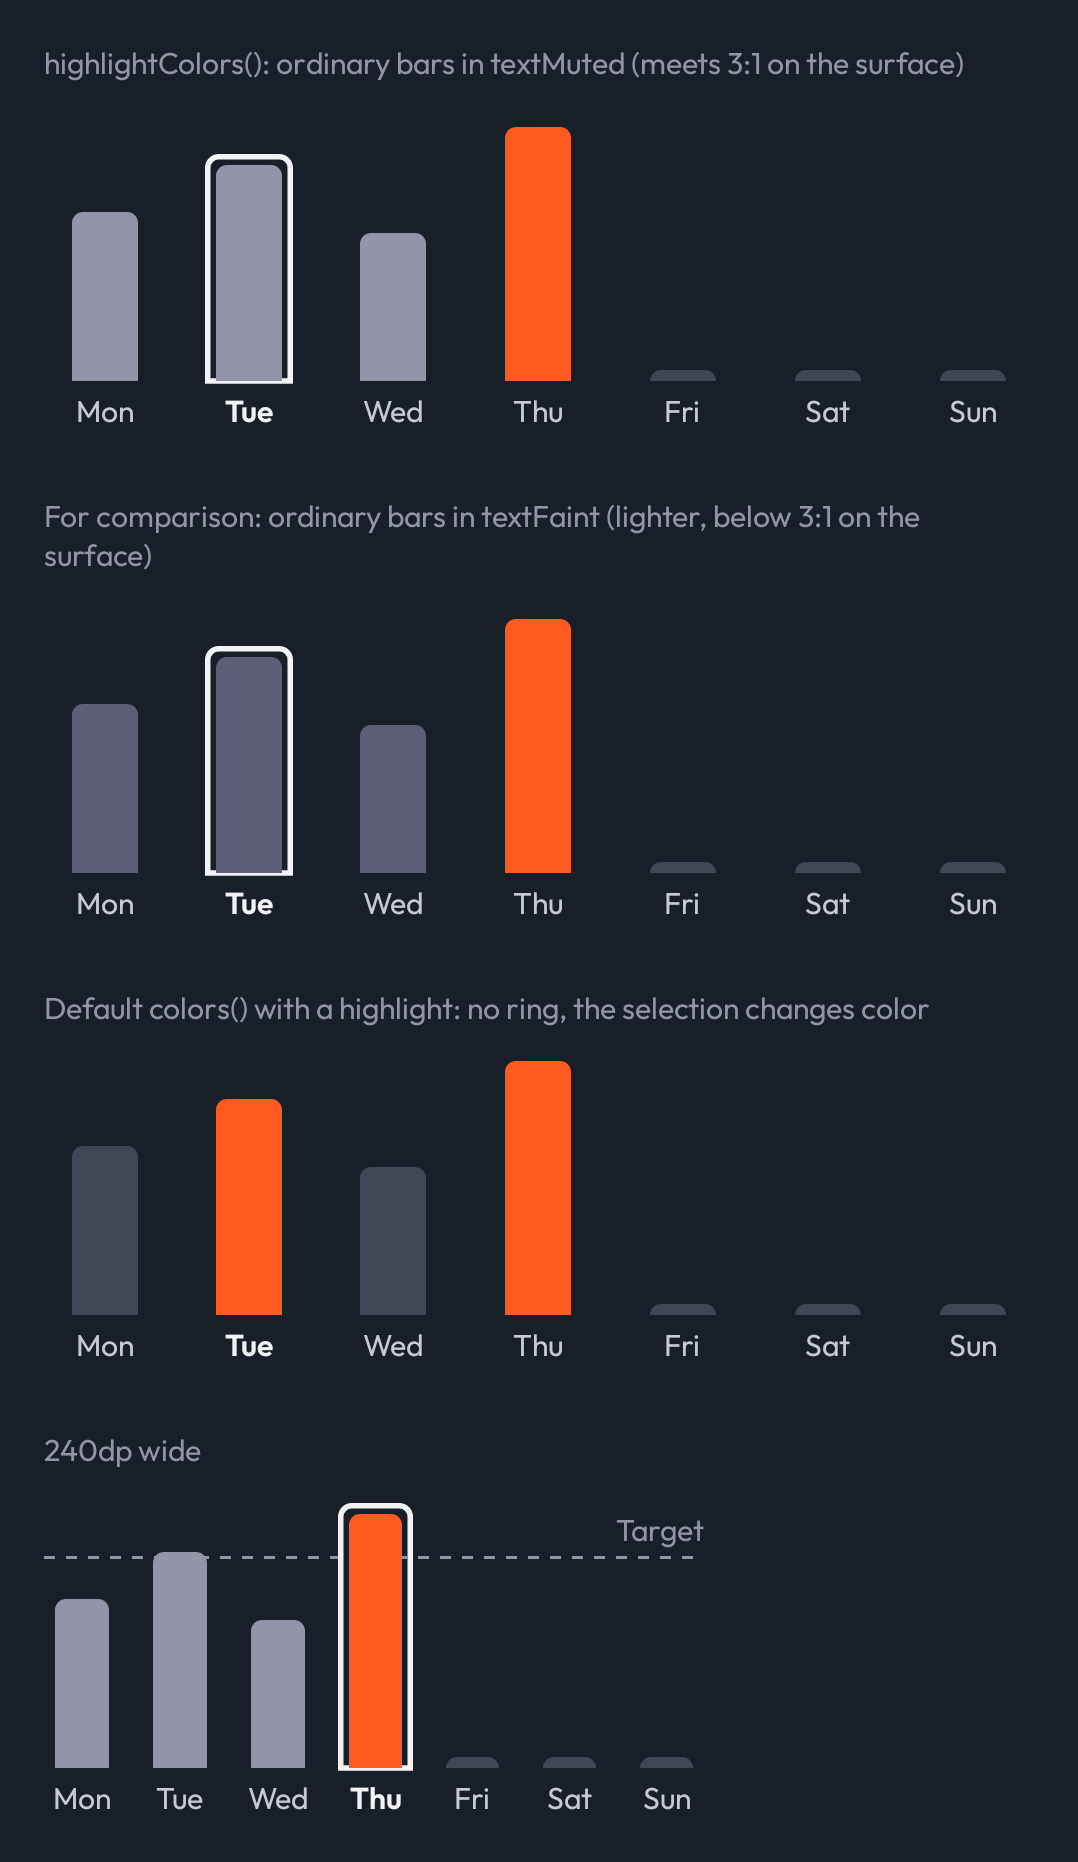 highlightColors(): ordinary bars in textMuted (meets 3:1 on the surface)
Mon Tue Wed Thu Fri Sat Sun
For comparison: ordinary bars in textFaint (lighter, below 3:1 on the
surface)
Mon Tue Wed Thu Fri Sat Sun
Default colors() with a highlight: no ring, the selection changes color
Mon Tue Wed Thu Fri Sat Sun
240dp wide
Target
Mon Tue Wed Thu Fri Sat Sun